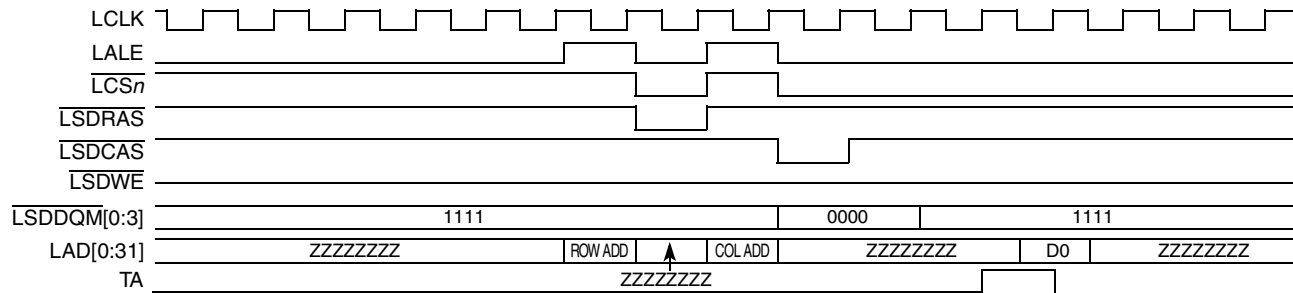 LCLK
LALE
LCSn
LSDRAS
LSDCAS
LSDWE
LSDDQM[0:3] 1111 0000 1111
LAD[0:31] ZZZZZZZZ ROW ADD COL ADD ZZZZZZZZ D0 ZZZZZZZZ
TA ZZZZZZZZ